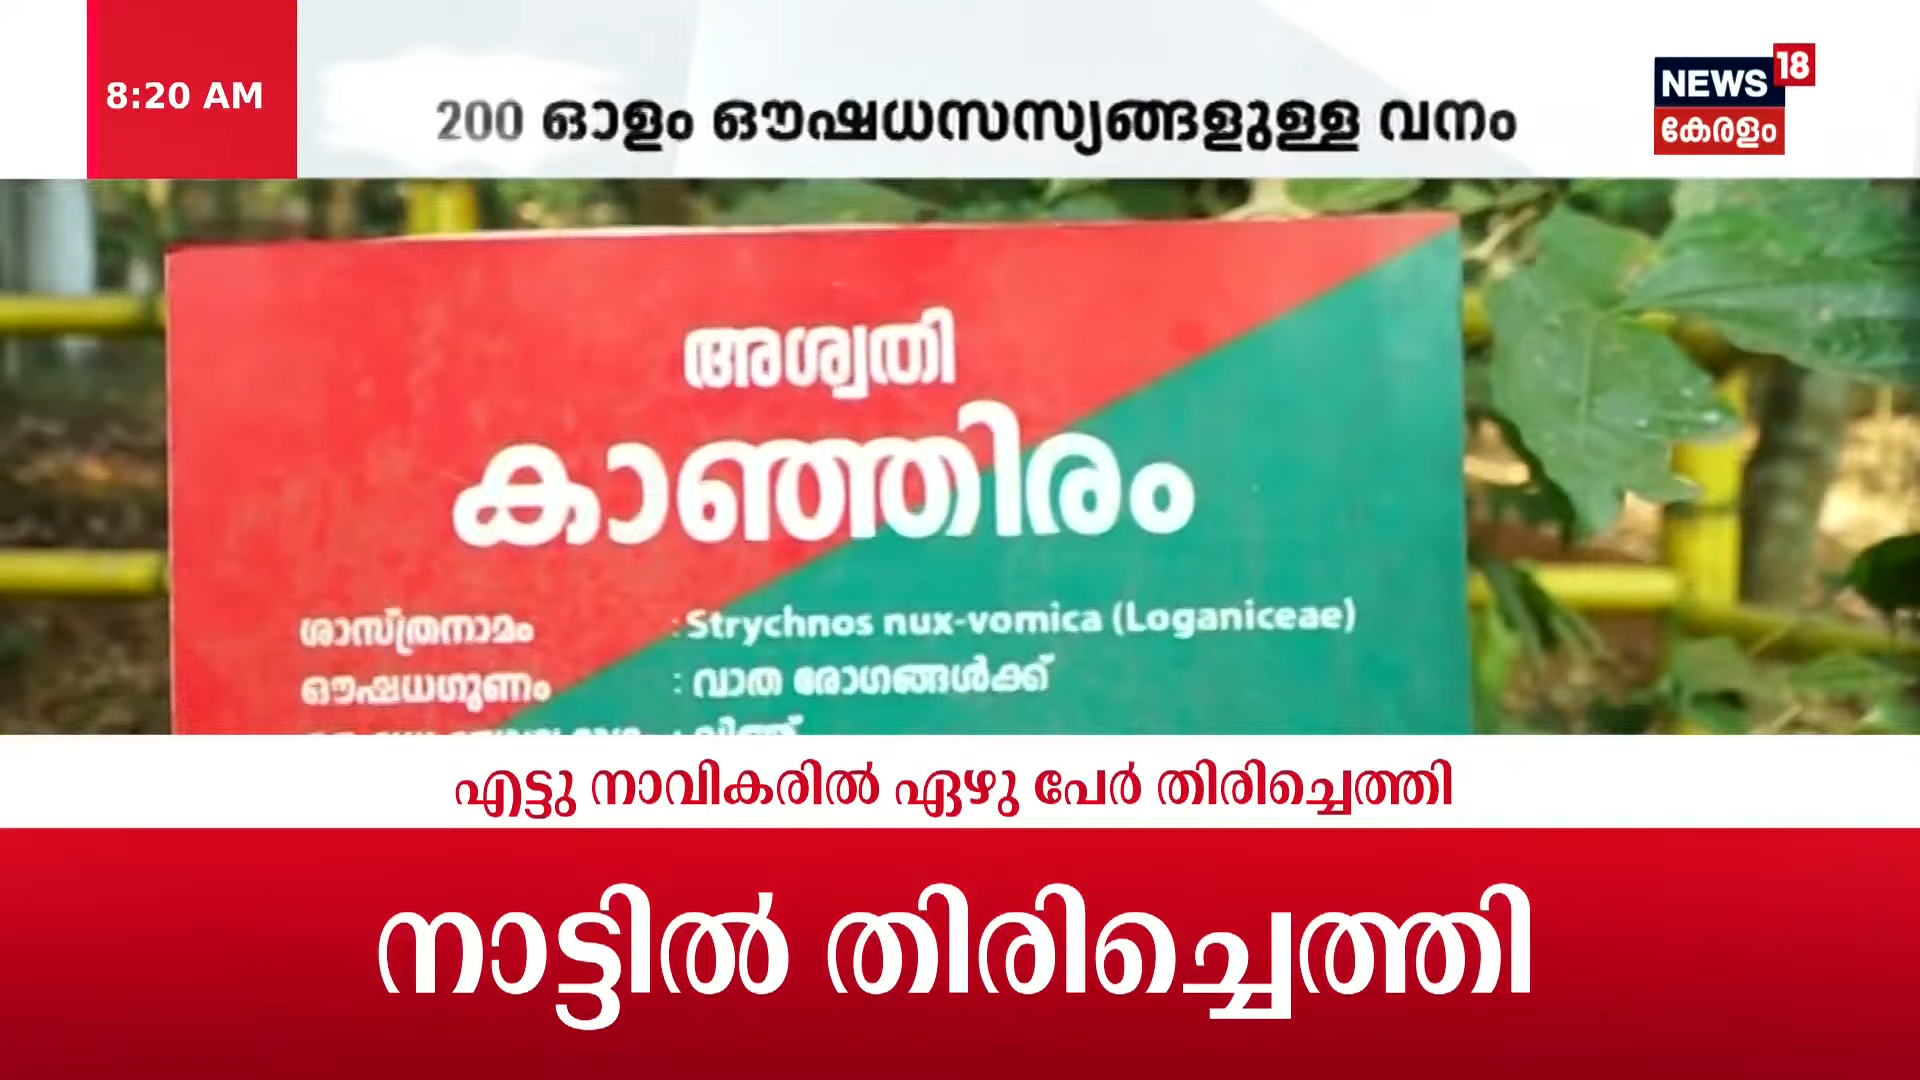 8:20 AM
200 ഓളം ഔഷധസസ്യങ്ങളുള്ള വനം
NEWS 18
കേരളം
അശ്വതി
കാഞ്ഞിരം
ശാസ്ത്രനാമം : Strychnos nux-vomica (Loganiceae)
ഔഷധഗുണം : വാത രോഗങ്ങൾക്ക്
എട്ടു നാവികരിൽ ഏഴു പേർ തിരിച്ചെത്തി
നാട്ടിൽ തിരിച്ചെത്തി